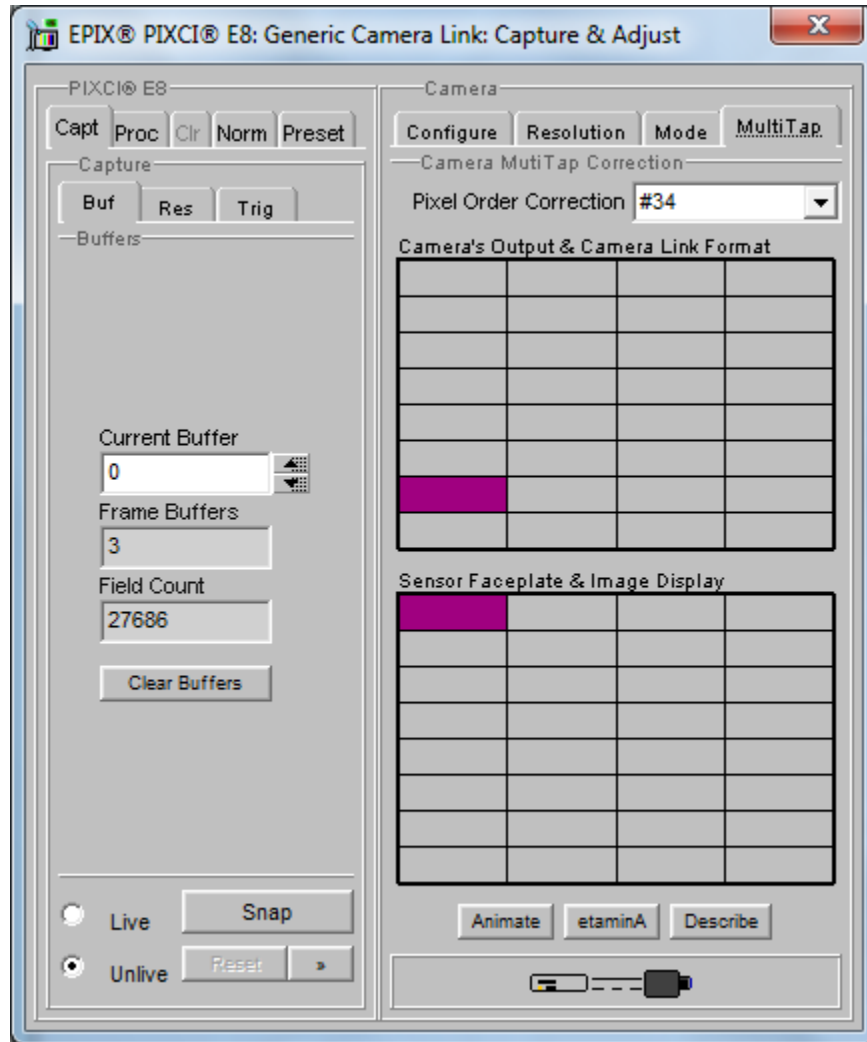 EPIX® PIXCI® E8: Generic Camera Link: Capture & Adjust
PIXCI® E8
Capt Proc Clr Norm Preset
Capture
Buf Res Trig
Buffers
Current Buffer
0
Frame Buffers
3
Field Count
27686
Clear Buffers
Live Snap
Unlive Reset »
Camera
Configure Resolution Mode MultiTap
Camera MutiTap Correction
Pixel Order Correction #34
Camera's Output & Camera Link Format
Sensor Faceplate & Image Display
Animate etaminA Describe